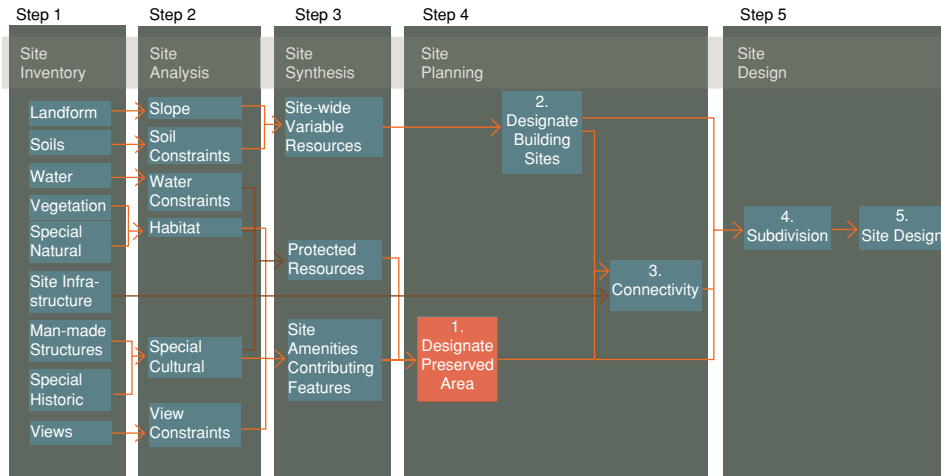 Step 1
Step 2
Step 3
Step 4
Step 5
Site
Inventory
Site
Analysis
Site
Synthesis
Site
Planning
Site
Design
Landform
Soils
Water
Vegetation
Special
Natural
Site Infra-
structure
Man-made
Structures
Special
Historic
Views
Slope
Soil
Constraints
Water
Constraints
Habitat
Special
Cultural
View
Constraints
Site-wide
Variable
Resources
Protected
Resources
Site
Amenities
Contributing
Features
2.
Designate
Building
Sites
1.
Designate
Preserved
Area
3.
Connectivity
4.
Subdivision
5.
Site Design